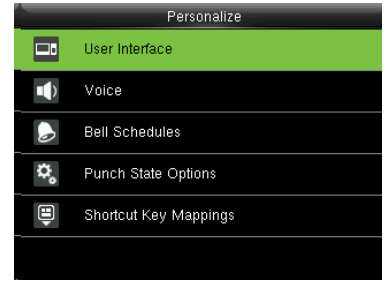 Personalize
User Interface
Voice
Bell Schedules
Punch State Options
Shortcut Key Mappings